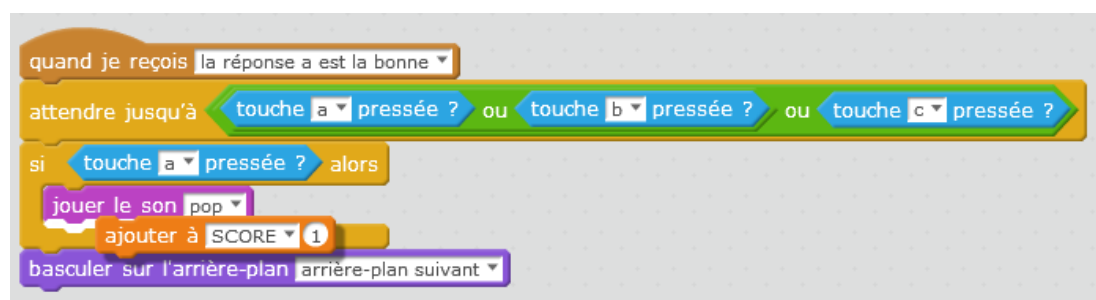 quand je reçois la réponse a est la bonne
attendre jusqu'à touche a pressée ? ou touche b pressée ? ou touche c pressée ?
si touche a pressée ? alors
jouer le son pop
ajouter à SCORE 1
basculer sur l'arrière-plan arrière-plan suivant